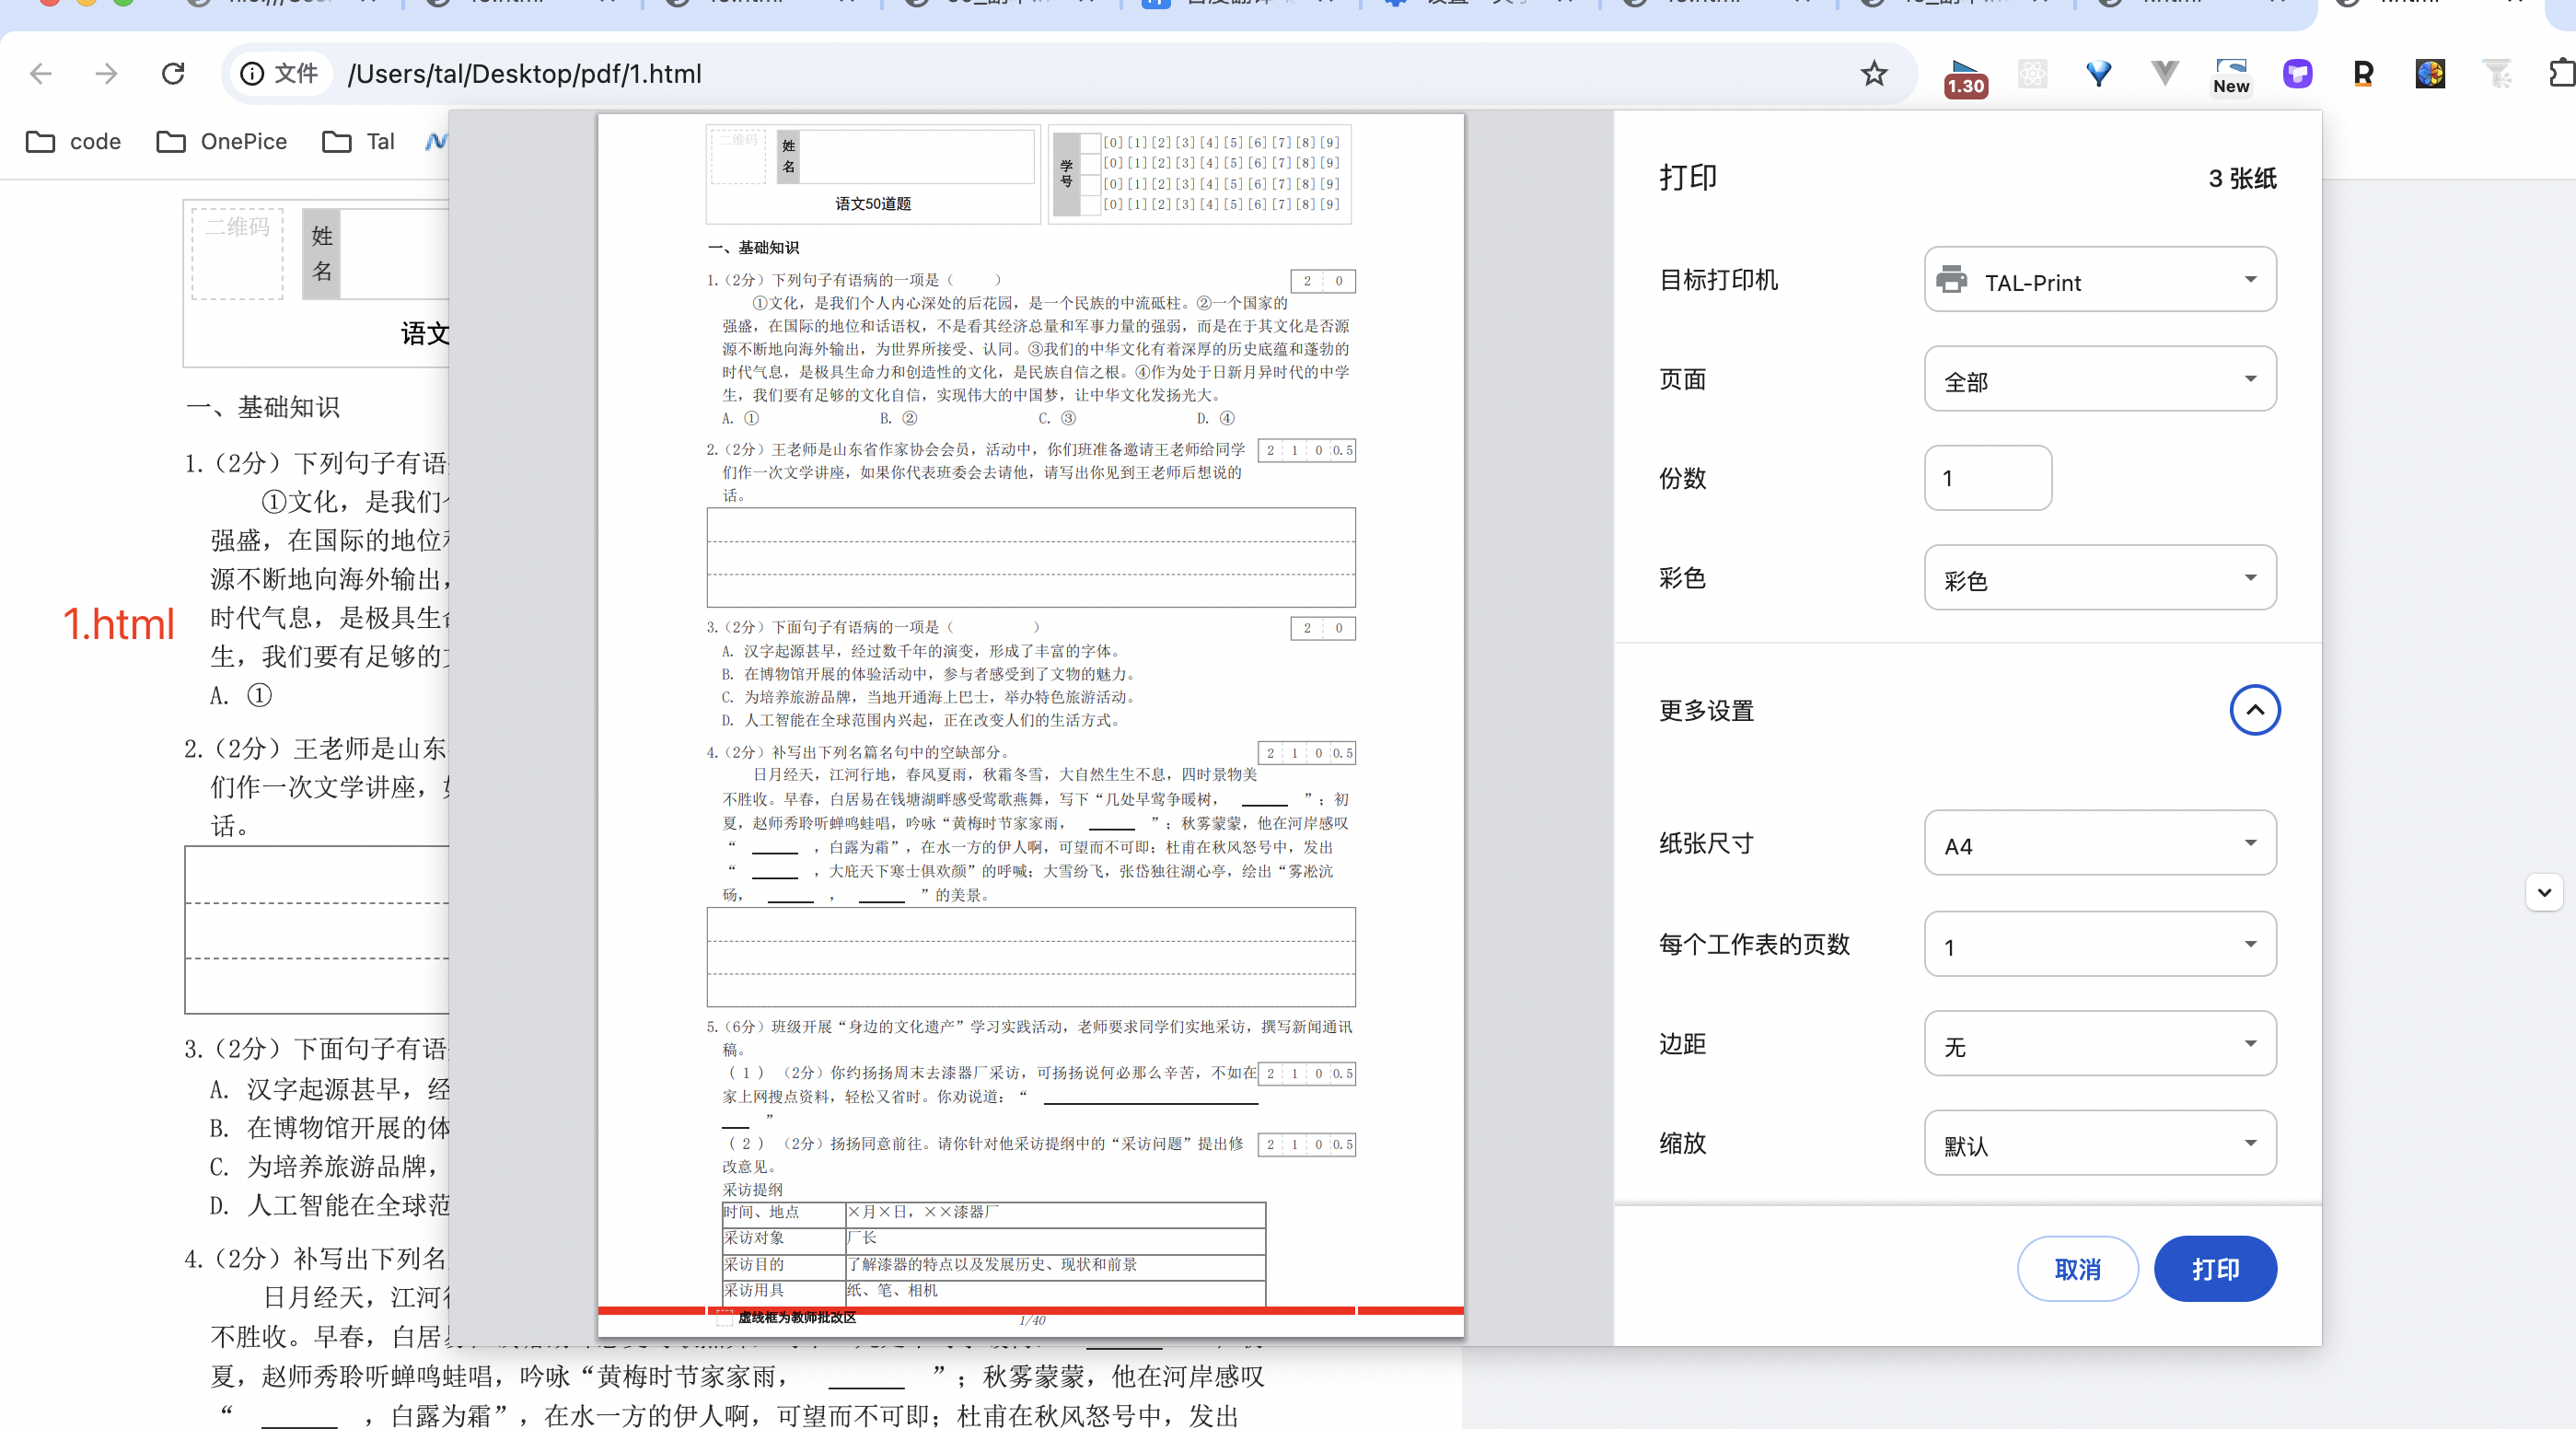 文件 /Users/tal/Desktop/pdf/1.html
1.30
New
code OnePice Tal
二维码
姓名
语文
一、基础知识
1.（2分）下列句子有语
①文化，是我们
强盛，在国际的地位
源不断地向海外输出，
时代气息，是极具生
生，我们要有足够的
A. ①
2.（2分）王老师是山东
们作一次文学讲座，
话。
3.（2分）下面句子有语
A. 汉字起源甚早，经
B. 在博物馆开展的体
C. 为培养旅游品牌，
D. 人工智能在全球范
4.（2分）补写出下列名
日月经天，江河
不胜收。早春，白居
夏，赵师秀聆听蝉鸣蛙唱，吟咏“黄梅时节家家雨， ______ ”；秋雾蒙蒙，他在河岸感叹
“ ______ ，白露为霜”，在水一方的伊人啊，可望而不可即；杜甫在秋风怒号中，发出
1.html
二维码
姓名
语文50道题
学号
[0][1][2][3][4][5][6][7][8][9]
[0][1][2][3][4][5][6][7][8][9]
[0][1][2][3][4][5][6][7][8][9]
[0][1][2][3][4][5][6][7][8][9]
一、基础知识
1.（2分）下列句子有语病的一项是（ ） 2 0
①文化，是我们个人内心深处的后花园，是一个民族的中流砥柱。②一个国家的
强盛，在国际的地位和话语权，不是看其经济总量和军事力量的强弱，而是在于其文化是否源
源不断地向海外输出，为世界所接受、认同。③我们的中华文化有着深厚的历史底蕴和蓬勃的
时代气息，是极具生命力和创造性的文化，是民族自信之根。④作为处于日新月异时代的中学
生，我们要有足够的文化自信，实现伟大的中国梦，让中华文化发扬光大。
A. ① B. ② C. ③ D. ④
2.（2分）王老师是山东省作家协会会员，活动中，你们班准备邀请王老师给同学 2 1 0 0.5
们作一次文学讲座，如果你代表班委会去请他，请写出你见到王老师后想说的
话。
3.（2分）下面句子有语病的一项是（ ） 2 0
A. 汉字起源甚早，经过数千年的演变，形成了丰富的字体。
B. 在博物馆开展的体验活动中，参与者感受到了文物的魅力。
C. 为培养旅游品牌，当地开通海上巴士，举办特色旅游活动。
D. 人工智能在全球范围内兴起，正在改变人们的生活方式。
4.（2分）补写出下列名篇名句中的空缺部分。 2 1 0 0.5
日月经天，江河行地，春风夏雨，秋霜冬雪，大自然生生不息，四时景物美
不胜收。早春，白居易在钱塘湖畔感受莺歌燕舞，写下“几处早莺争暖树， ______ ”；初
夏，赵师秀聆听蝉鸣蛙唱，吟咏“黄梅时节家家雨， ______ ”；秋雾蒙蒙，他在河岸感叹
“ ______ ，白露为霜”，在水一方的伊人啊，可望而不可即；杜甫在秋风怒号中，发出
“ ______ ，大庇天下寒士俱欢颜”的呼喊；大雪纷飞，张岱独往湖心亭，绘出“雾凇沆
砀， ______ ， ______ ”的美景。
5.（6分）班级开展“身边的文化遗产”学习实践活动，老师要求同学们实地采访，撰写新闻通讯
稿。
（1）（2分）你约扬扬周末去漆器厂采访，可扬扬说何必那么辛苦，不如在 2 1 0 0.5
家上网搜点资料，轻松又省时。你劝说道：“ ______
___ ”
（2）（2分）扬扬同意前往。请你针对他采访提纲中的“采访问题”提出修 2 1 0 0.5
改意见。
采访提纲
时间、地点 ×月×日，××漆器厂
采访对象 厂长
采访目的 了解漆器的特点以及发展历史、现状和前景
采访用具 纸、笔、相机
虚线框为教师批改区 1/40
打印 3 张纸
目标打印机 TAL-Print
页面 全部
份数 1
彩色 彩色
更多设置
纸张尺寸 A4
每个工作表的页数 1
边距 无
缩放 默认
取消 打印